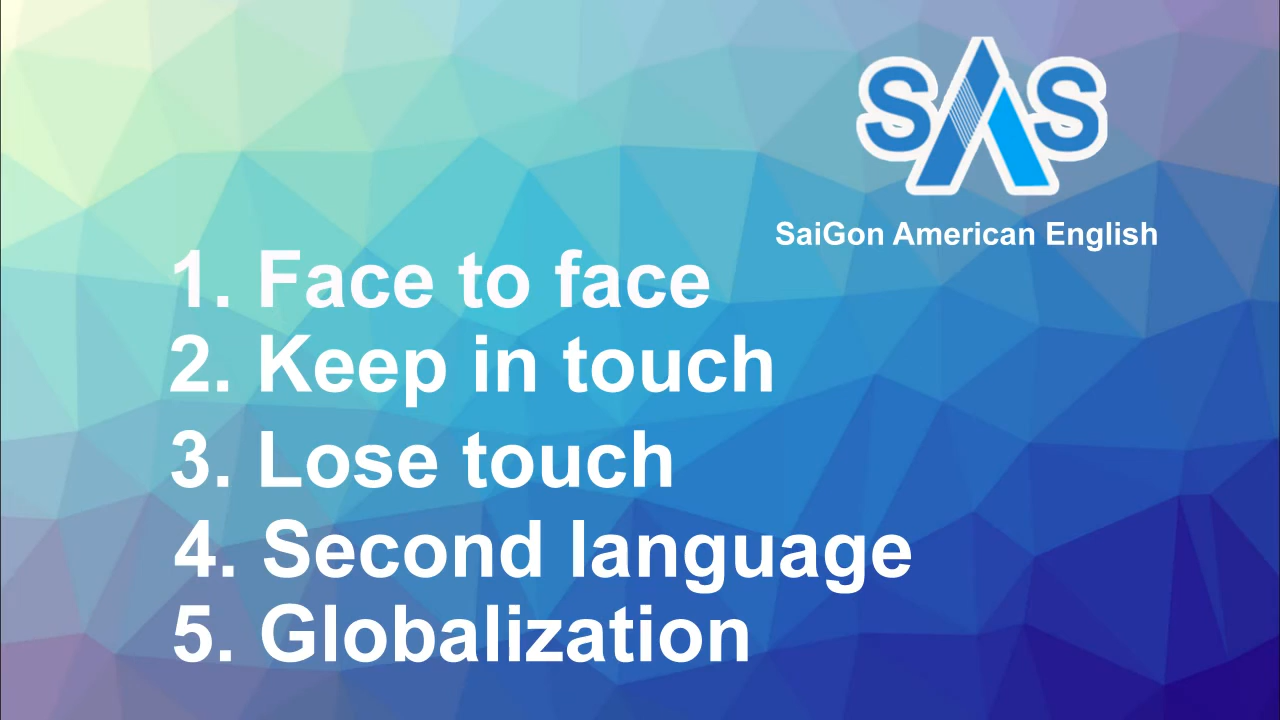 SAS
SaiGon American English
1. Face to face
2. Keep in touch
3. Lose touch
4. Second language
5. Globalization